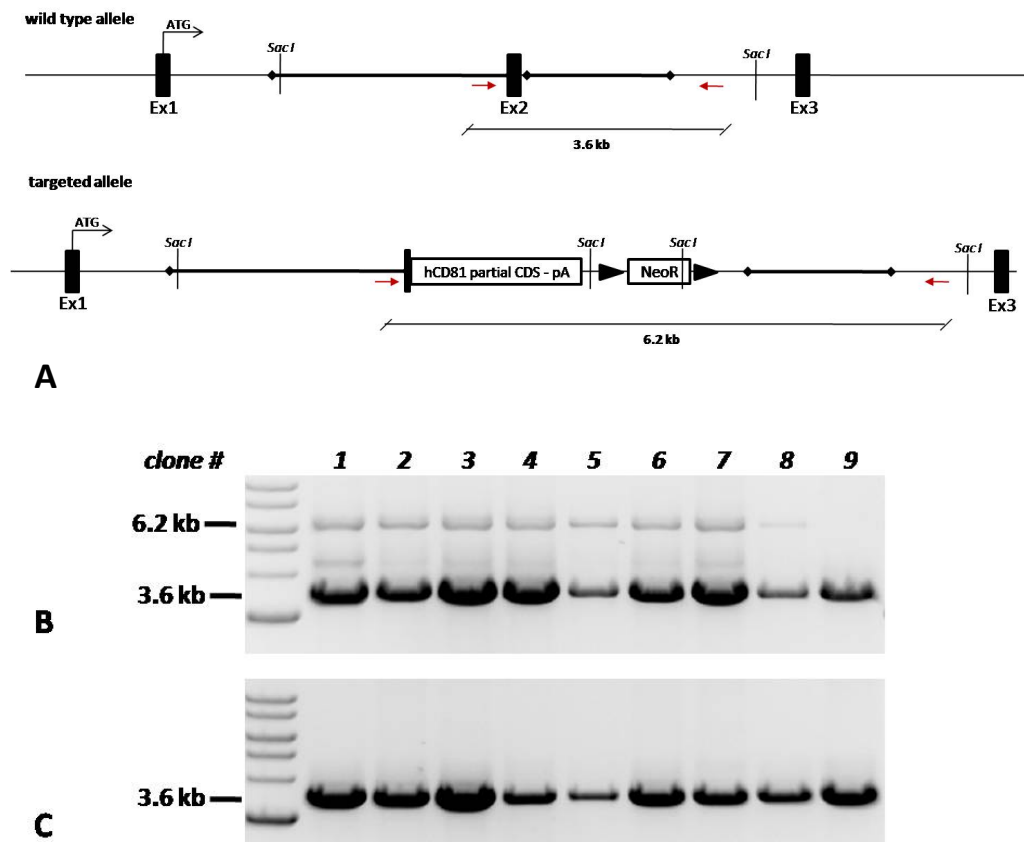 wild type allele
ATG
SacI
SacI
Ex1
Ex2
Ex3
3.6 kb
targeted allele
ATG
SacI
SacI
SacI
SacI
hCD81 partial CDS - pA
NeoR
Ex1
Ex3
6.2 kb
A
clone # 1 2 3 4 5 6 7 8 9
6.2 kb
3.6 kb
B
3.6 kb
C